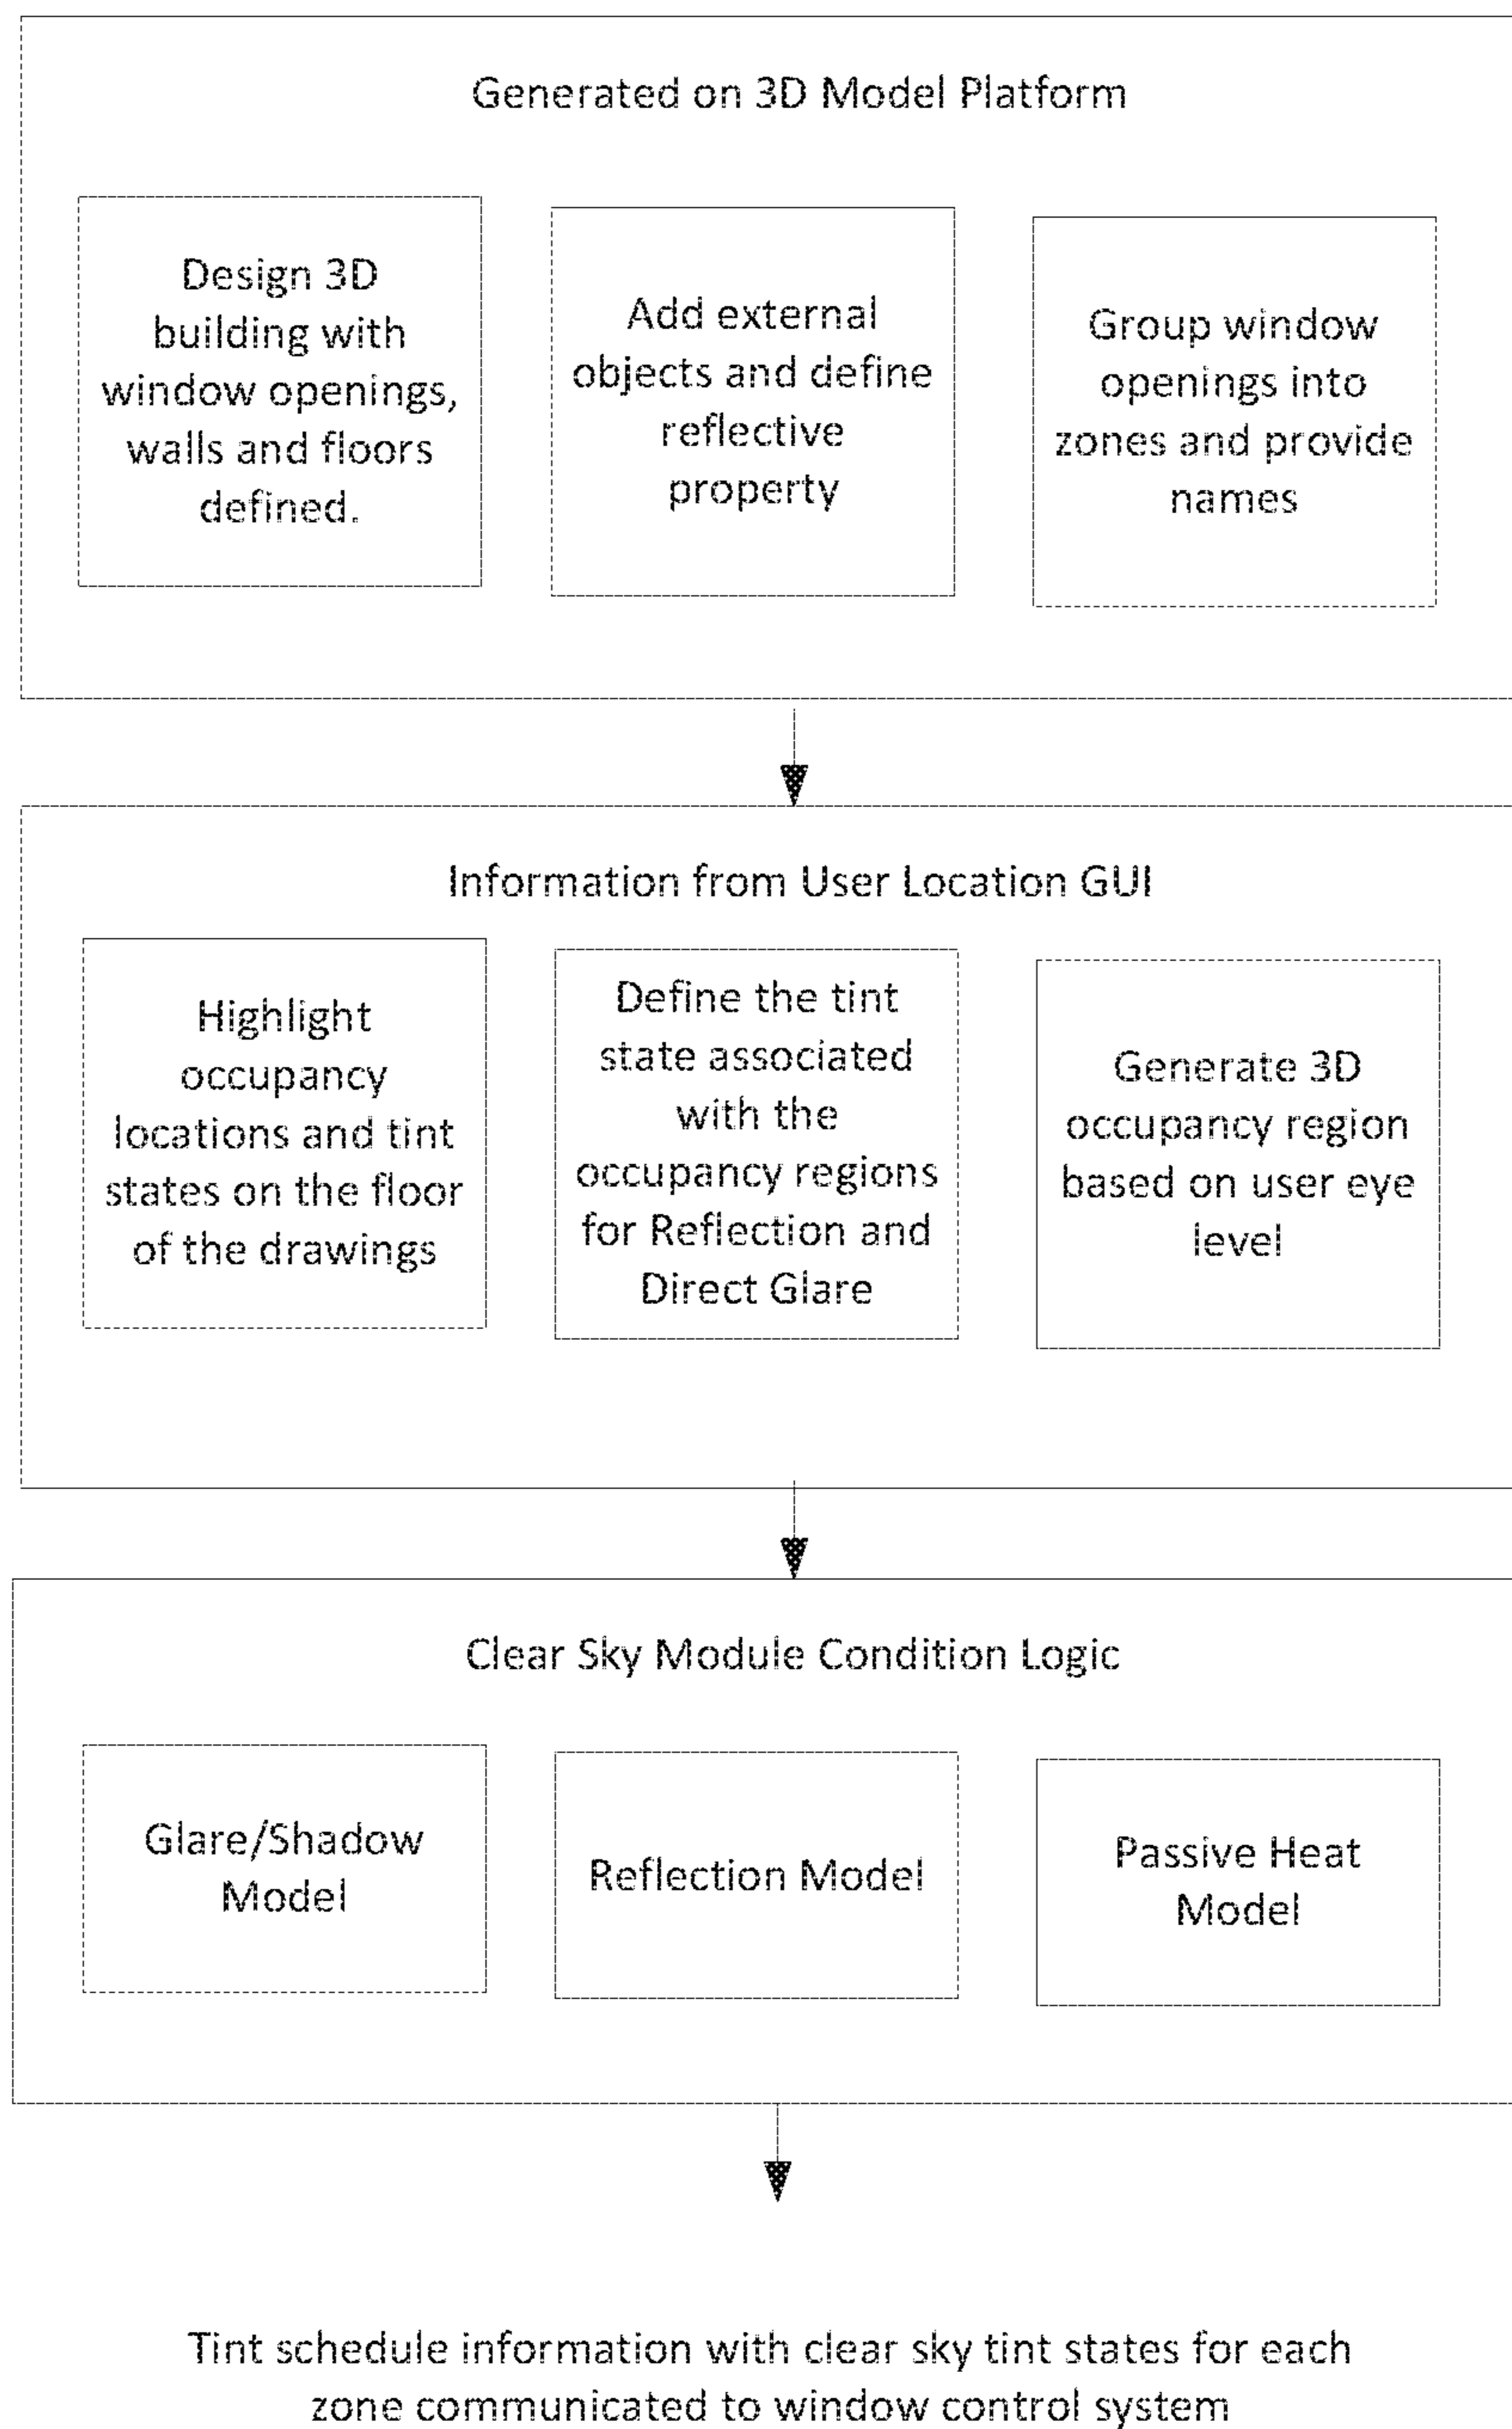 Generated on 3D Model Platform
Design 3D
building with
window openings,
walls and floors
defined.
Add external
objects and define
reflective
property
Group window
openings into
zones and provide
names
Information from User Location GUI
Highlight
occupancy
locations and tint
states on the floor
of the drawings
Define the tint
state associated
with the
occupancy regions
for Reflection and
Direct Glare
Generate 3D
occupancy region
based on user eye
level
Clear Sky Module Condition Logic
Glare/Shadow
Model
Reflection Model
Passive Heat
Model
Tint schedule information with clear sky tint states for each
zone communicated to window control system